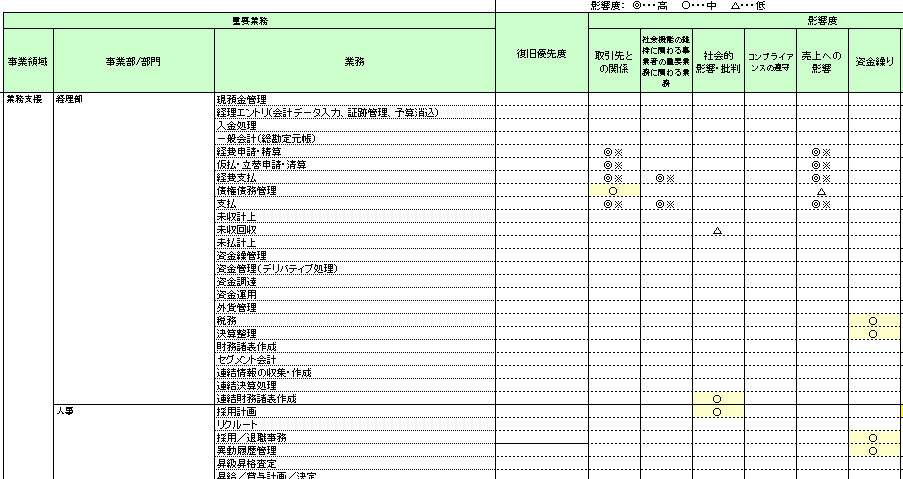 影響度： ◎･･･高　○･･･中　△･･･低
重要業務
影響度
事業領域
事業部/部門
業務
復旧優先度
取引先と
の関係
社会機能の維
持に関わる事業
者の重要業
務に関わる業
務
社会的
影響・批判
コンプライア
ンスの遵守
売上への
影響
資金繰り
業務支援 経理部 現預金管理
経理エントリ(会計データ入力、証跡管理、予算消込)
入金処理
一般会計(総勘定元帳)
経費申請・精算 ◎※ ◎※
仮払・立替申請・清算 ◎※ ◎※
経費支払 ◎※ ◎※ ◎※
債権債務管理 ○ △
支払 ◎※ ◎※ ◎※
未収計上
未収回収 △
未払計上
資金繰管理
資金管理(デリバティブ処理)
資金調達
資金運用
外貨管理
税務 ○
決算整理 ○
財務諸表作成
セグメント会計
連結情報の収集・作成
連結決算処理
連結財務諸表作成 ○
人事 採用計画 ○
リクルート
採用／退職事務 ○
異動履歴管理 ○
昇級昇格査定
昇給／賞与計画／決定